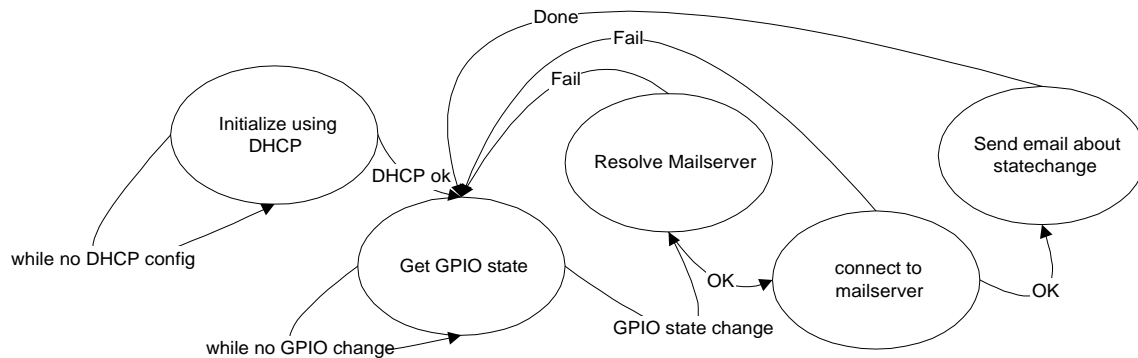 Done
Fail
Fail
Initialize using
DHCP
Send email about
statechange
Resolve Mailserver
DHCP ok
while no DHCP config
Get GPIO state
connect to
mailserver
OK
OK
GPIO state change
while no GPIO change